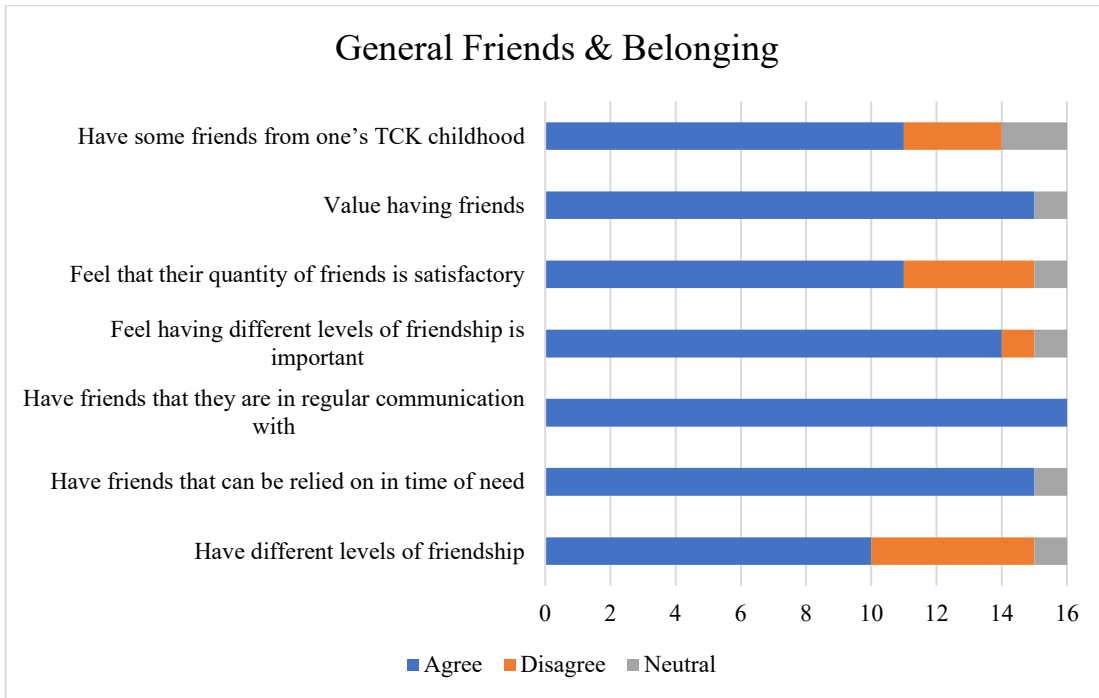 General Friends & Belonging
Have some friends from one’s TCK childhood
Value having friends
Feel that their quantity of friends is satisfactory
Feel having different levels of friendship is
important
Have friends that they are in regular communication
with
Have friends that can be relied on in time of need
Have different levels of friendship
0 2 4 6 8 10 12 14 16
Agree Disagree Neutral